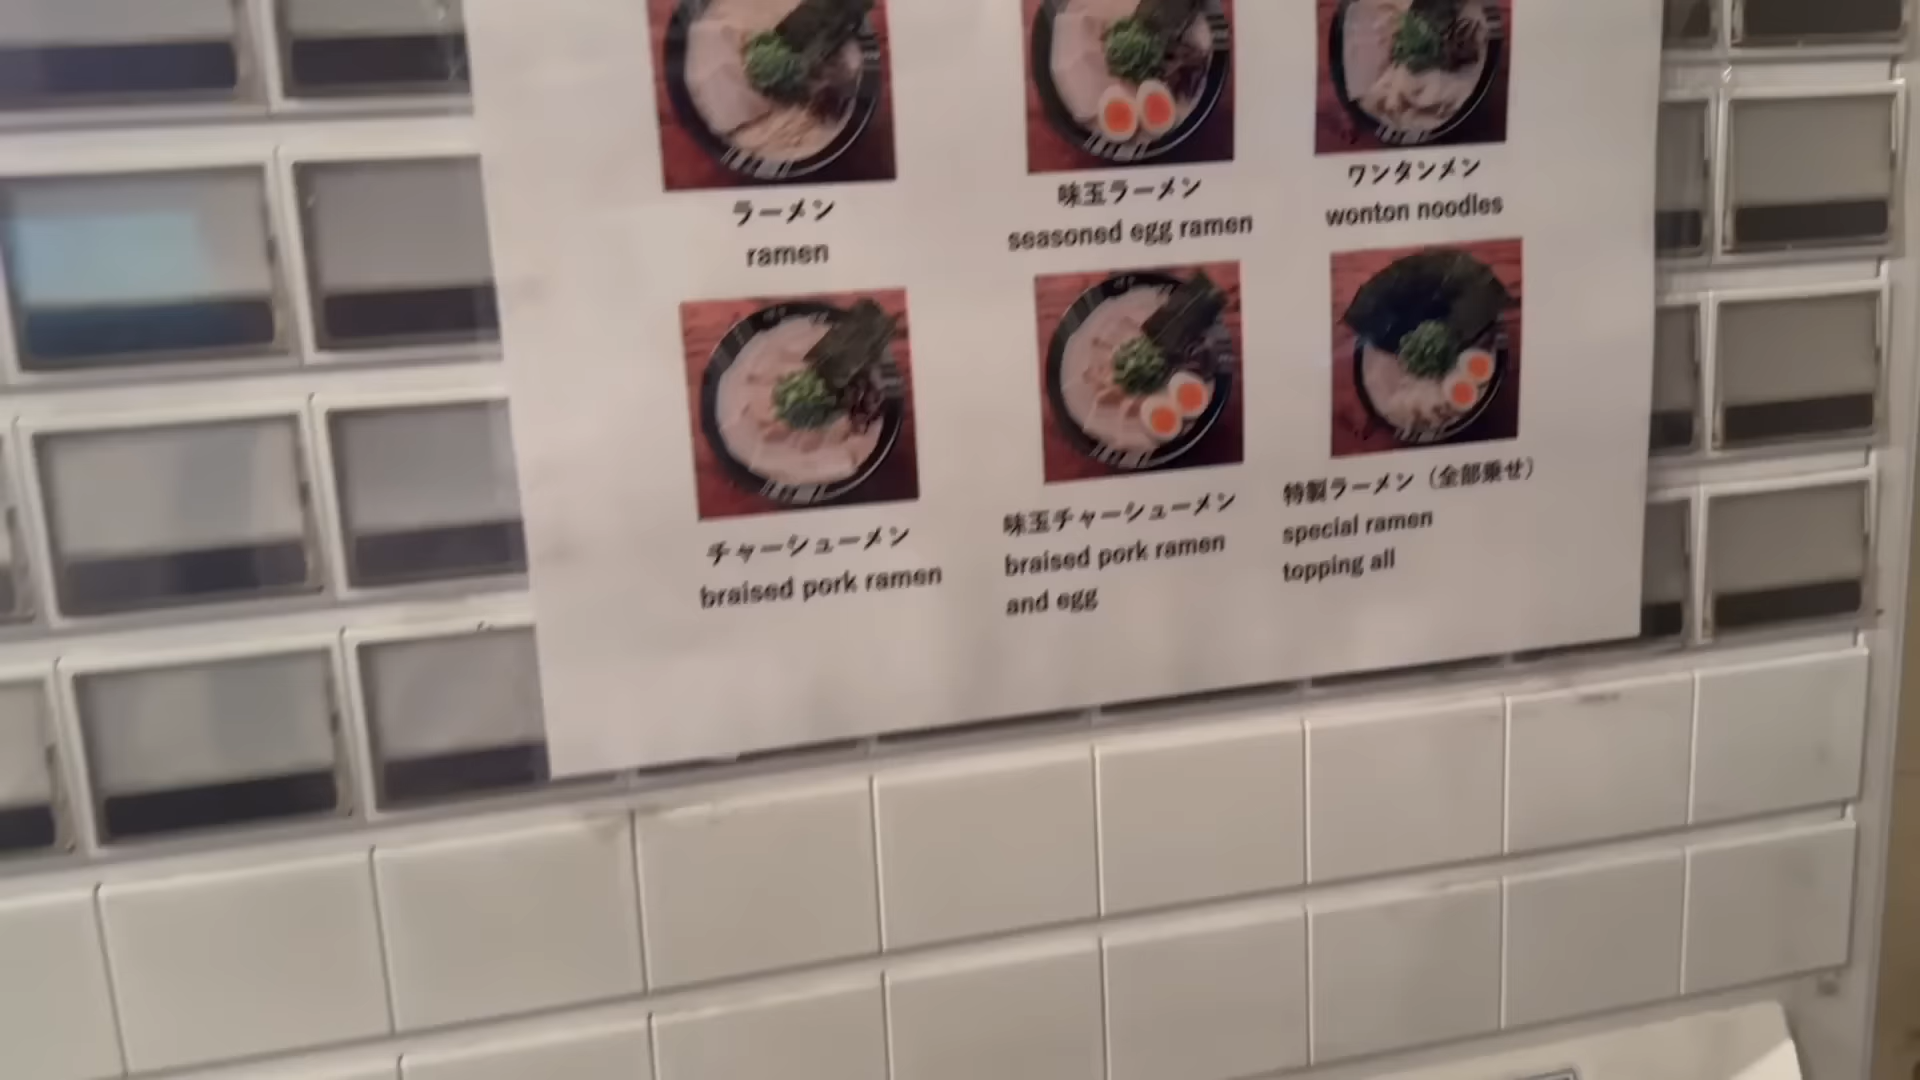 ラーメン
ramen
味玉ラーメン
seasoned egg ramen
ワンタンメン
wonton noodles
チャーシューメン
braised pork ramen
味玉チャーシューメン
braised pork ramen
and egg
特製ラーメン（全部乗せ）
special ramen
topping all